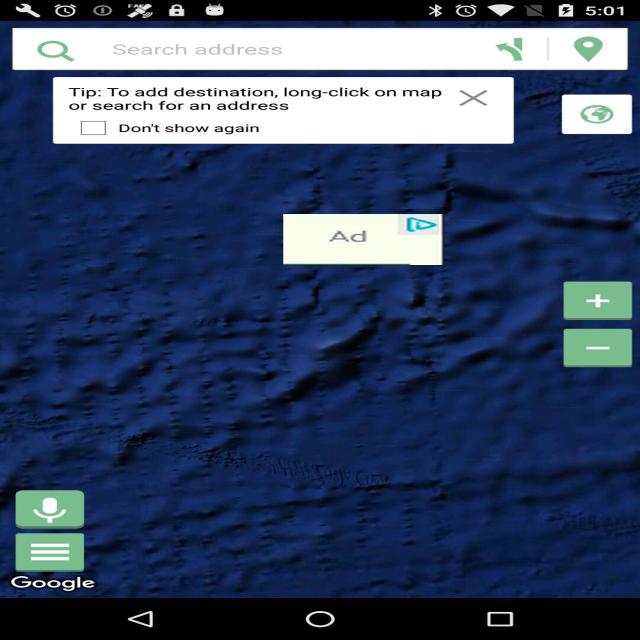 5:01
Search address
Tip: To add destination, long-click on map
or search for an address
Don't show again
Ad
Google